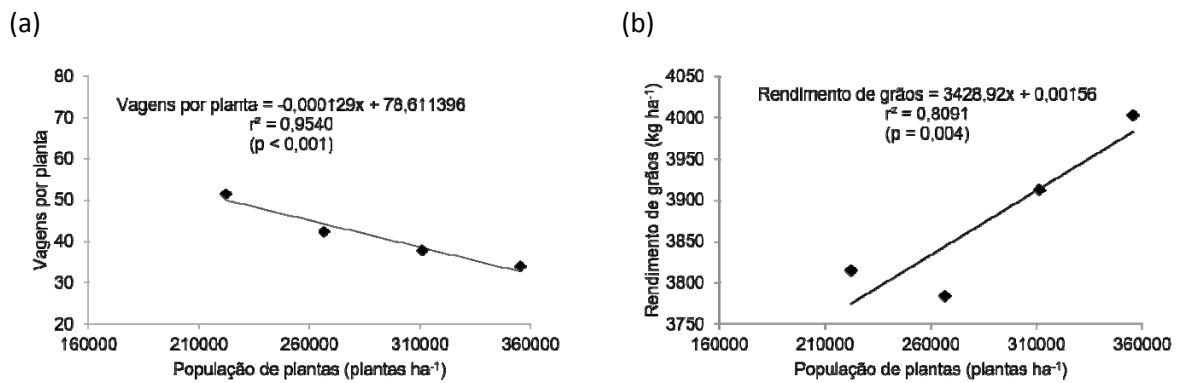 (a)
80
70
60
50
40
30
20
Vagens por planta
Vagens por planta = -0,000129x + 78,611396
r² = 0,9540
(p < 0,001)
160000 210000 260000 310000 360000
População de plantas (plantas ha⁻¹)
(b)
4050
4000
3950
3900
3850
3800
3750
Rendimento de grãos (kg ha⁻¹)
Rendimento de grãos = 3428,92x + 0,00156
r² = 0,8091
(p = 0,004)
160000 210000 260000 310000 360000
População de plantas (plantas ha⁻¹)